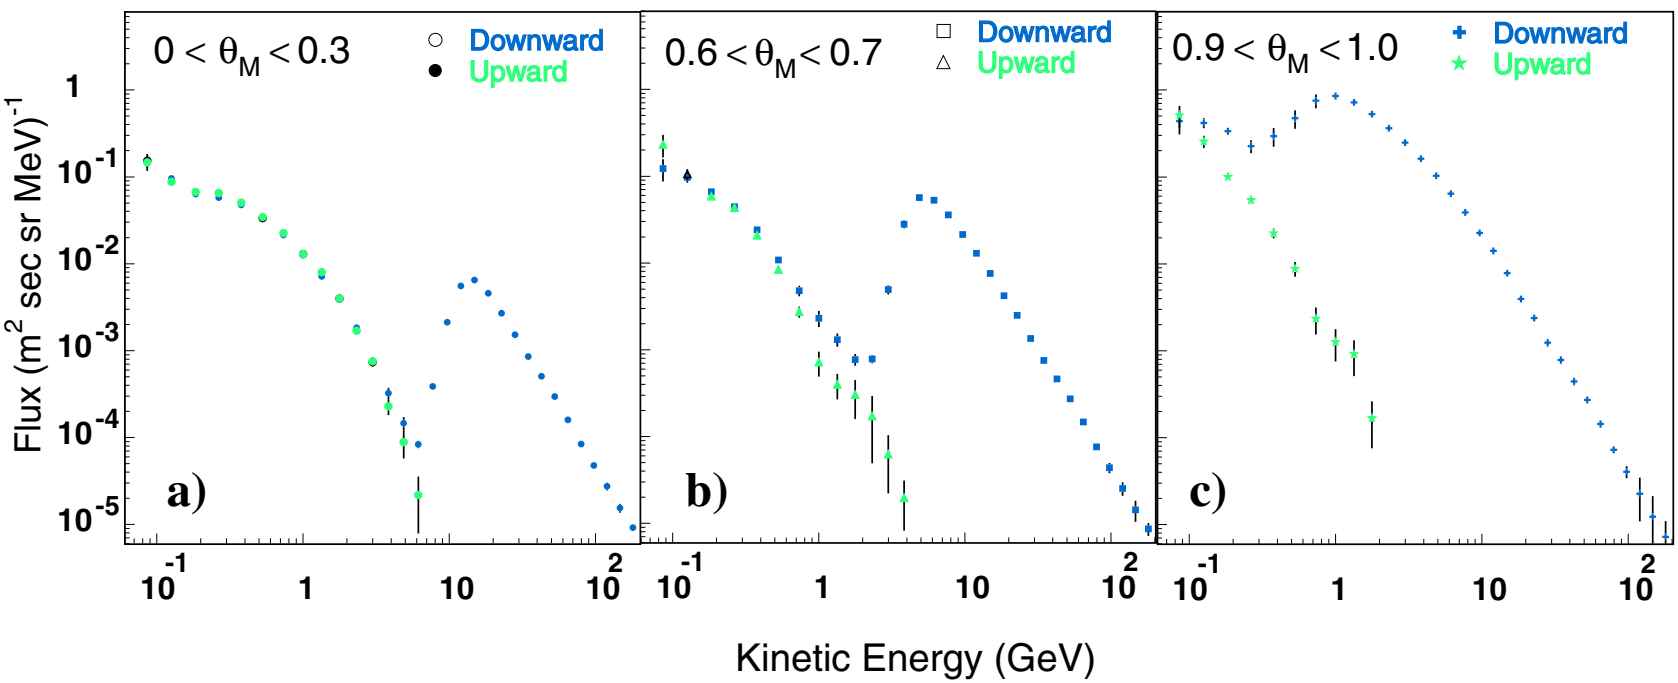 0 < θM < 0.3
Downward
Upward
0.6 < θM < 0.7
Downward
Upward
0.9 < θM < 1.0
Downward
Upward
Flux (m² sec sr MeV)⁻¹
1
10⁻¹
10⁻²
10⁻³
10⁻⁴
10⁻⁵
a)
b)
c)
10⁻¹ 1 10 10²
10⁻¹ 1 10 10²
10⁻¹ 1 10 10²
Kinetic Energy (GeV)